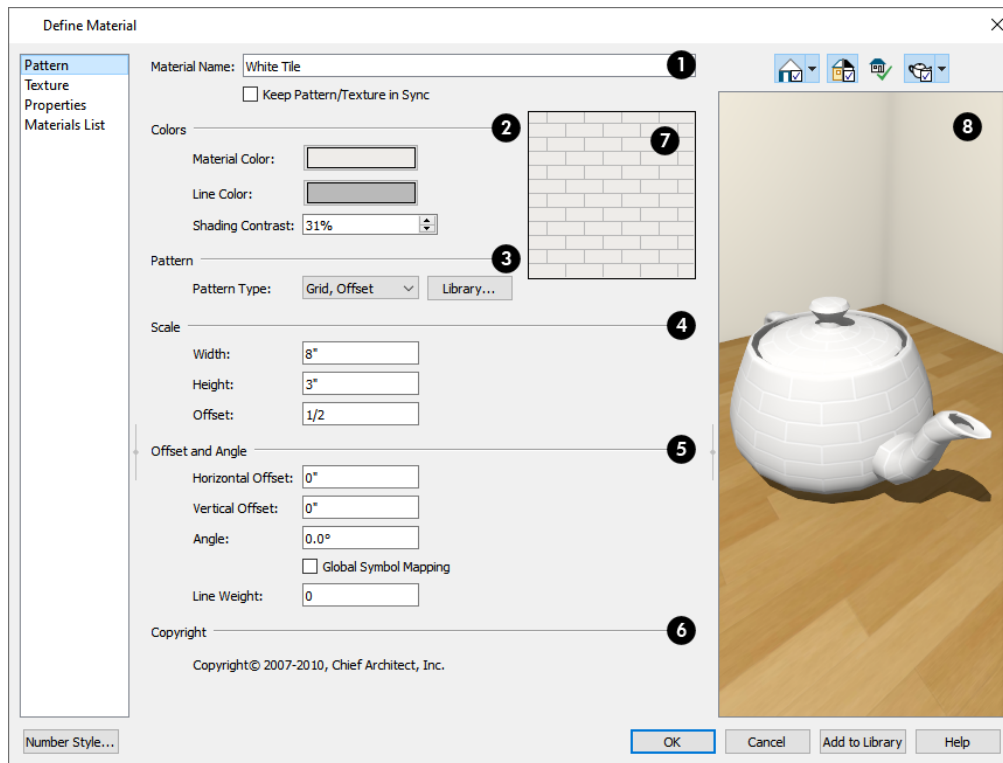 Define Material
Pattern
Texture
Properties
Materials List
Material Name: White Tile 1
Keep Pattern/Texture in Sync
Colors 2
Material Color:
Line Color:
Shading Contrast: 31%
7
Pattern 3
Pattern Type: Grid, Offset Library...
Scale 4
Width: 8"
Height: 3"
Offset: 1/2
Offset and Angle 5
Horizontal Offset: 0"
Vertical Offset: 0"
Angle: 0.0°
Global Symbol Mapping
Line Weight: 0
Copyright 6
Copyright© 2007-2010, Chief Architect, Inc.
8
Number Style... OK Cancel Add to Library Help